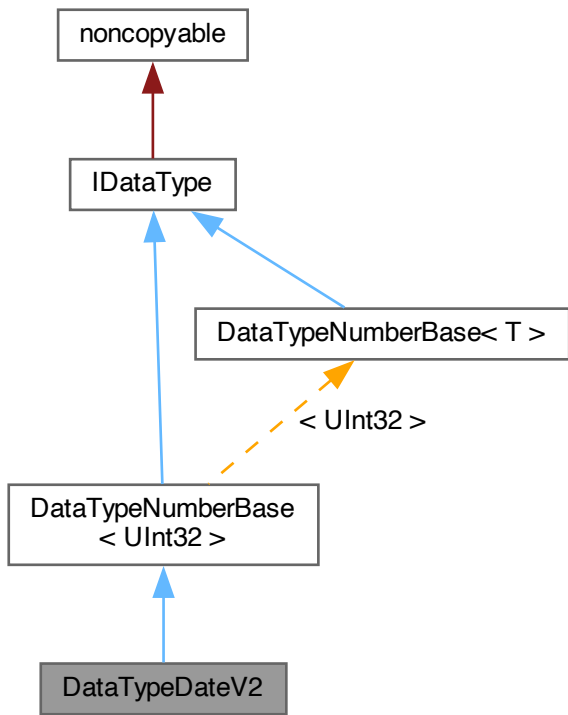 noncopyable
IDataType
DataTypeNumberBase< T >
< UInt32 >
DataTypeNumberBase
< UInt32 >
DataTypeDateV2